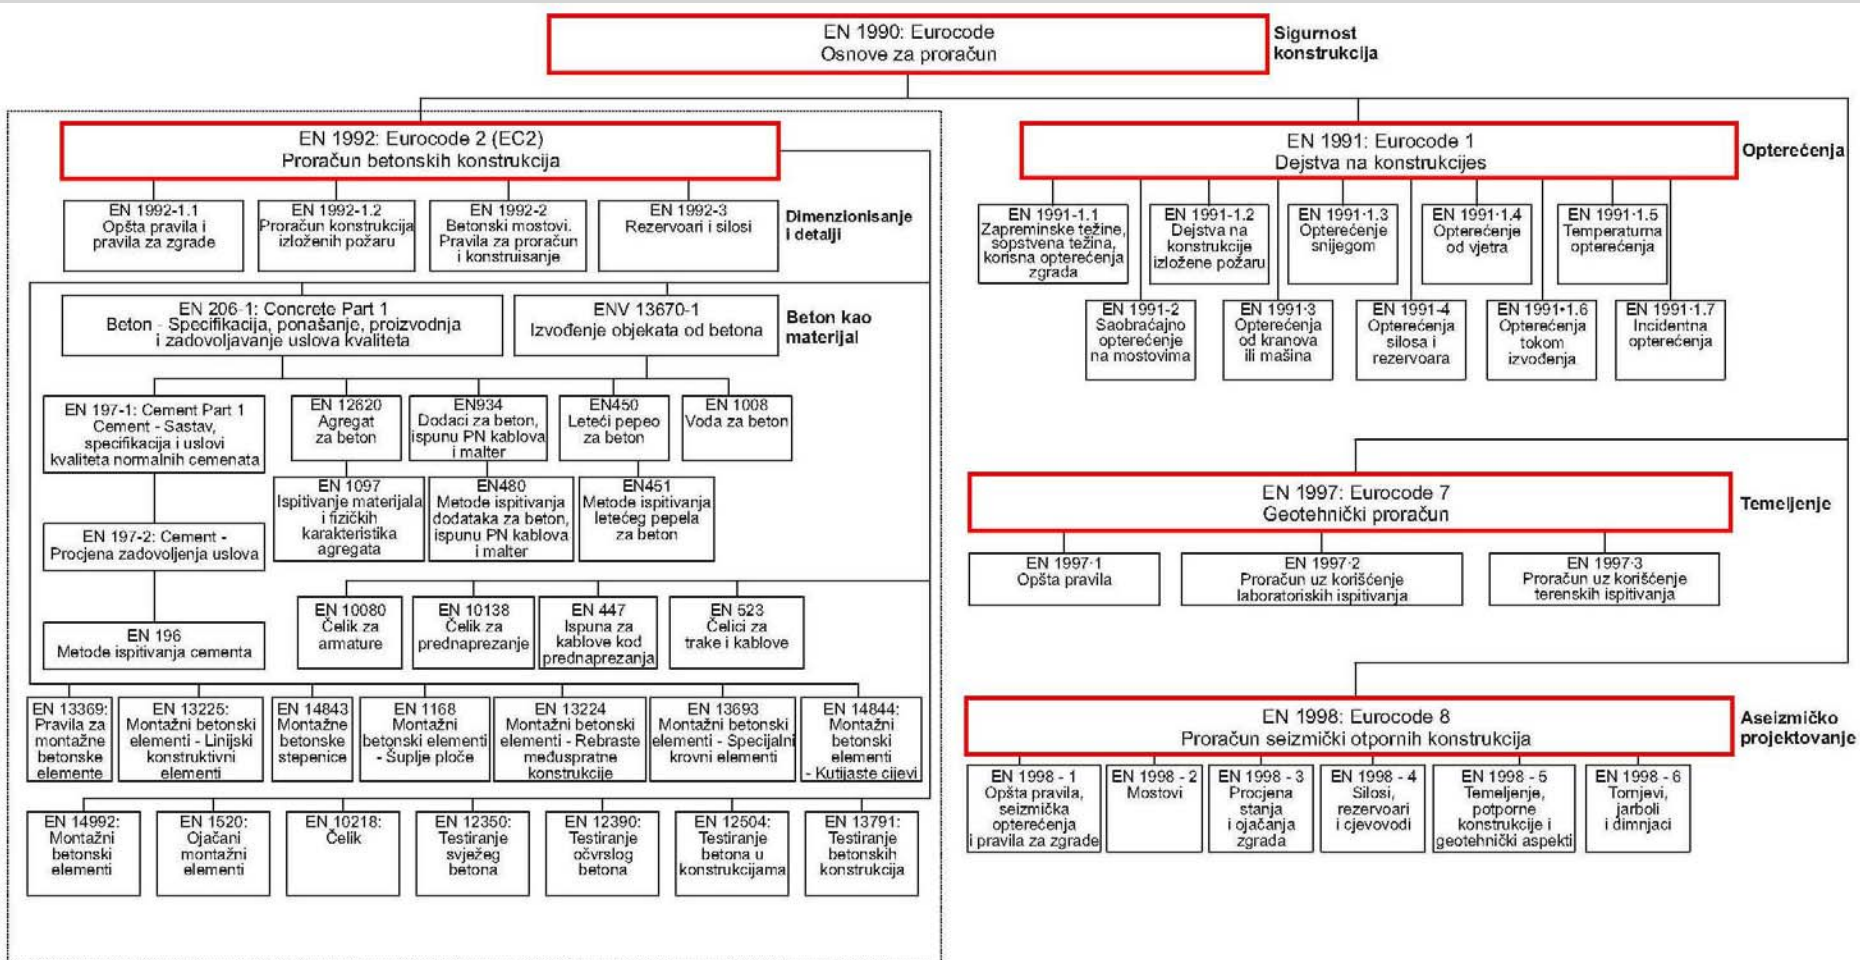 EN 1990: Eurocode
Osnove za proračun
Sigurnost
konstrukcija
EN 1992: Eurocode 2 (EC2)
Proračun betonskih konstrukcija
EN 1992-1.1
Opšta pravila i
pravila za zgrade
EN 1992-1.2
Proračun konstrukcija
izloženih požaru
EN 1992-2
Betonski mostovi.
Pravila za proračun
i konstruisanje
EN 1992-3
Rezervoari i silosi
Dimenzionisanje
i detalji
EN 206-1: Concrete Part 1
Beton - Specifikacija, ponašanje, proizvodnja
i zadovoljavanje uslova kvaliteta
ENV 13670-1
Izvođenje objekata od betona
Beton kao
materijal
EN 197-1: Cement Part 1
Cement - Sastav,
specifikacija i uslovi
kvaliteta normalnih cemenata
EN 12620
Agregat
za beton
EN934
Dodaci za beton,
ispunu PN kablova
i malter
EN450
Leteći pepeo
za beton
EN 1008
Voda za beton
EN 1097
Ispitivanje materijala
i fizičkih
karakteristika
agregata
EN480
Metode ispitivanja
dodataka za beton,
ispunu PN kablova
i malter
EN451
Metode ispitivanja
letećeg pepela
za beton
EN 197-2: Cement -
Procjena zadovoljenja uslova
EN 10080
Čelik za
armature
EN 10138
Čelik za
prednaprezanje
EN 447
Ispuna za
kablove kod
prednaprezanja
EN 523
Čelici za
trake i kablove
EN 196
Metode ispitivanja cementa
EN 13369:
Pravila za
montažne
betonske
elemente
EN 13225:
Montažni betonski
elementi - Linijski
konstruktivni
elementi
EN 14843
Montažne
betonske
stepenice
EN 1168
Montažni
betonski elementi
- Šuplje ploče
EN 13224
Montažni betonski
elementi - Rebraste
međuspratne
konstrukcije
EN 13693
Montažni betonski
elementi - Specijalni
krovni elementi
EN 14844:
Montažni
betonski
elementi
- Kutijaste cijevi
EN 14992:
Montažni
betonski
elementi
EN 1520:
Ojačani
montažni
elementi
EN 10218:
Čelik
EN 12350:
Testiranje
svježeg
betona
EN 12390:
Testiranje
očvrslog
betona
EN 12504:
Testiranje
betona u
konstrukcijama
EN 13791:
Testiranje
betonskih
konstrukcija
EN 1991: Eurocode 1
Dejstva na konstrukcijes
Opterećenja
EN 1991-1.1
Zapreminske težine,
sopstvena težina,
korisna opterećenja
zgrada
EN 1991-1.2
Dejstva na
konstrukcije
izložene požaru
EN 1991·1.3
Opterećenje
snijegom
EN 1991·1.4
Opterećenje
od vjetra
EN 1991·1.5
Temperaturna
opterećenja
EN 1991-2
Saobraćajno
opterećenje
na mostovima
EN 1991·3
Opterećenja
od kranova
ili mašina
EN 1991-4
Opterećenja
silosa i
rezervoara
EN 1991•1.6
Opterećenja
tokom
izvođenja
EN 1991·1.7
Incidentna
opterećenja
EN 1997: Eurocode 7
Geotehnički proračun
Temeljenje
EN 1997·1
Opšta pravila
EN 1997·2
Proračun uz korišćenje
laboratoriskih ispitivanja
EN 1997·3
Proračun uz korišćenje
terenskih ispitivanja
EN 1998: Eurocode 8
Proračun seizmički otpornih konstrukcija
Aseizmičko
projektovanje
EN 1998 - 1
Opšta pravila,
seizmička
opterećenja
i pravila za zgrade
EN 1998 - 2
Mostovi
EN 1998 - 3
Procjena
stanja
i ojačanja
zgrada
EN 1998 - 4
Silosi,
rezervoari
i cjevovodi
EN 1998 - 5
Temeljenje,
potporne
konstrukcije i
geotehnički aspekti
EN 1998 - 6
Tornjevi,
jarboli
i dimnjaci